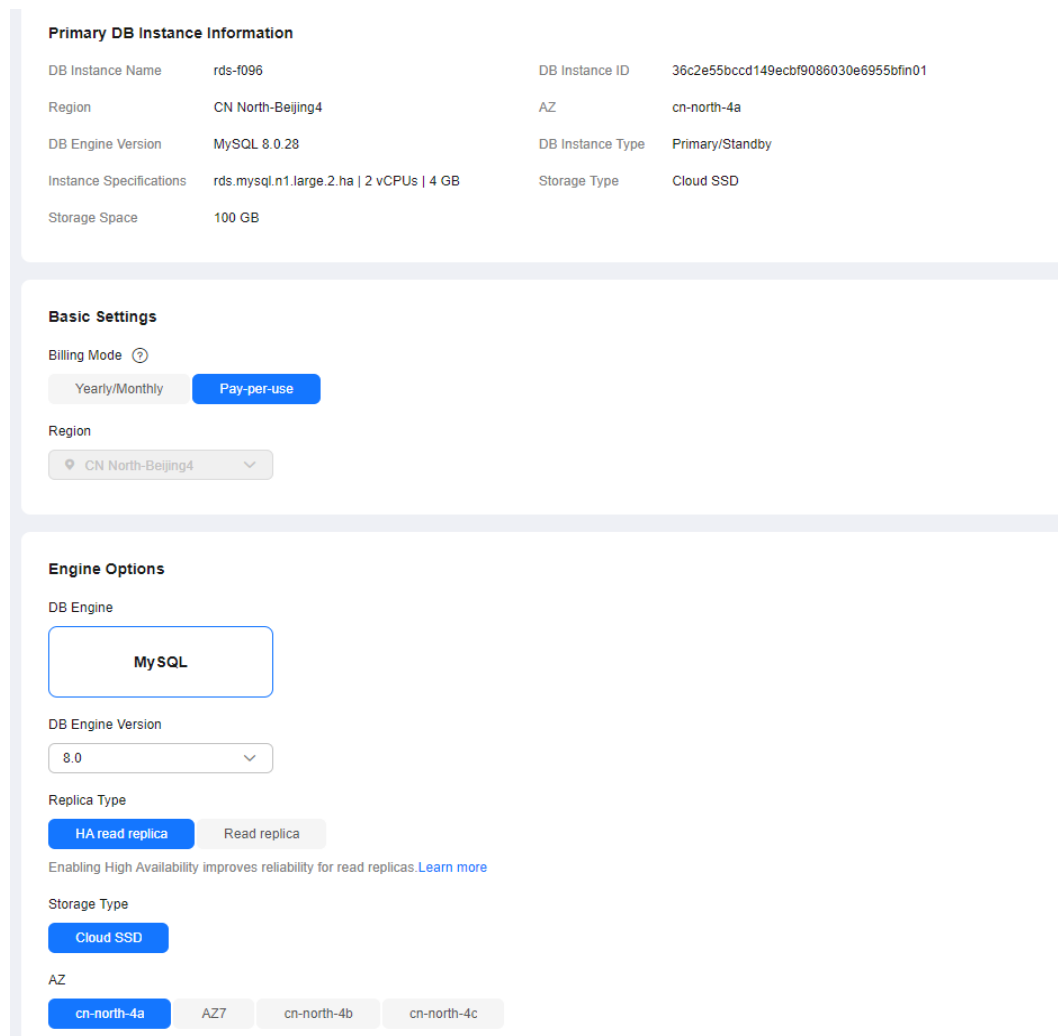 Primary DB Instance Information
DB Instance Name rds-f096 DB Instance ID 36c2e55bccd149ecbf9086030e6955bfin01
Region CN North-Beijing4 AZ cn-north-4a
DB Engine Version MySQL 8.0.28 DB Instance Type Primary/Standby
Instance Specifications rds.mysql.n1.large.2.ha | 2 vCPUs | 4 GB Storage Type Cloud SSD
Storage Space 100 GB
Basic Settings
Billing Mode ?
Yearly/Monthly Pay-per-use
Region
CN North-Beijing4
Engine Options
DB Engine
MySQL
DB Engine Version
8.0
Replica Type
HA read replica Read replica
Enabling High Availability improves reliability for read replicas.Learn more
Storage Type
Cloud SSD
AZ
cn-north-4a AZ7 cn-north-4b cn-north-4c